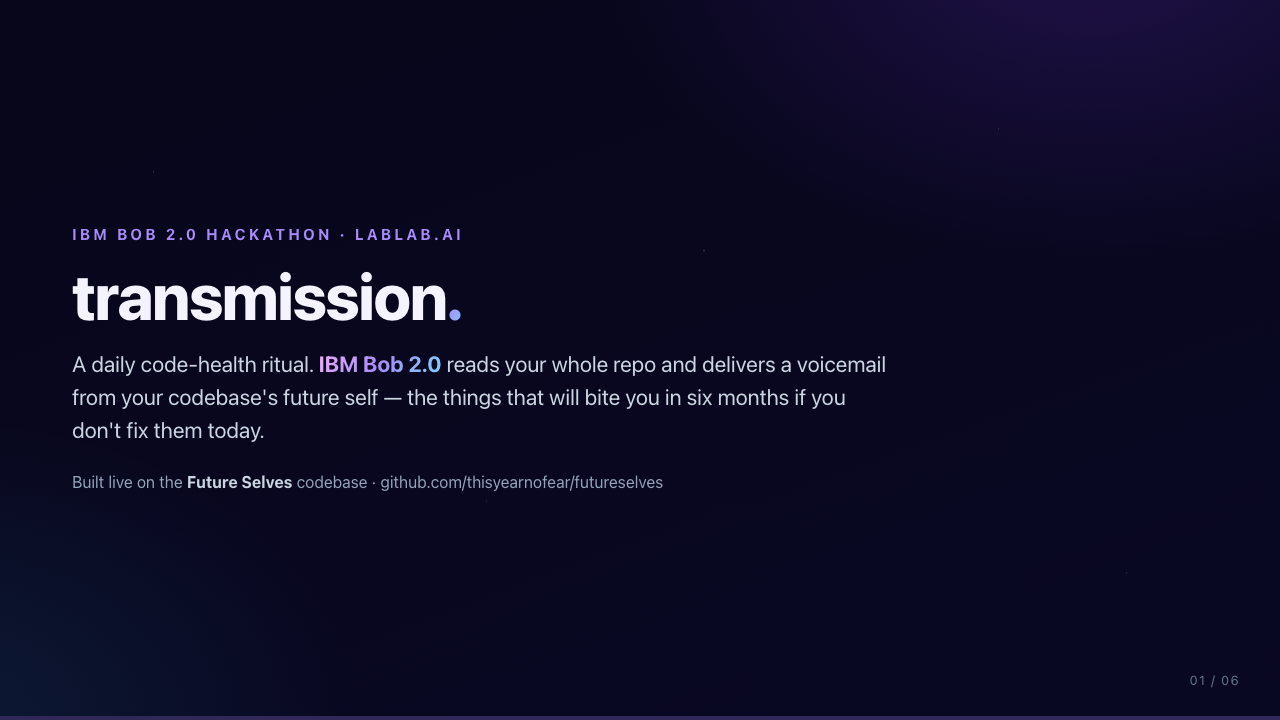 IBM BOB 2.0 HACKATHON · LABLAB.AI
transmission.
A daily code-health ritual. IBM Bob 2.0 reads your whole repo and delivers a voicemail
from your codebase's future self — the things that will bite you in six months if you
don't fix them today.
Built live on the Future Selves codebase · github.com/thisyearnofear/futureselves
01 / 06